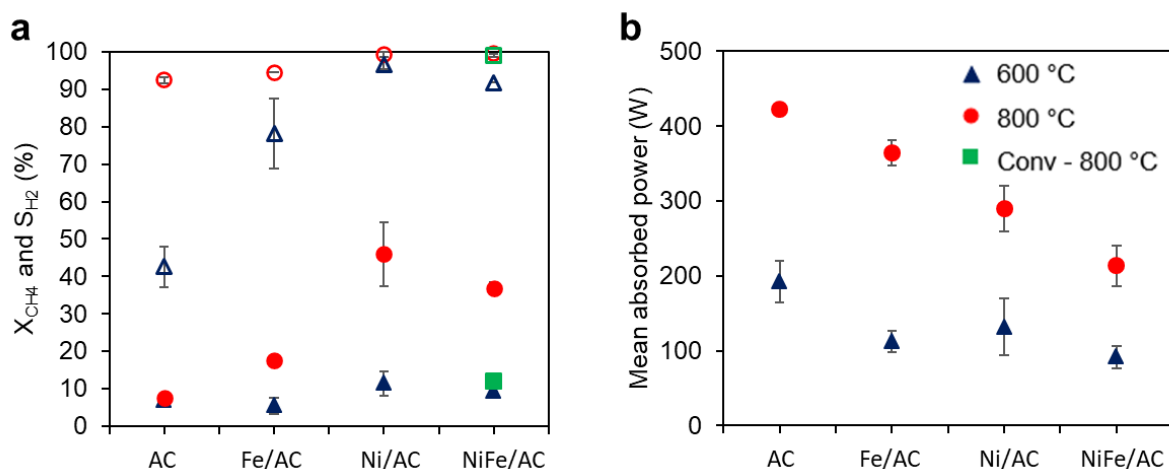 a
X_CH4 and S_H2 (%)
100
90
80
70
60
50
40
30
20
10
0
AC Fe/AC Ni/AC NiFe/AC
b
Mean absorbed power (W)
500
400
300
200
100
0
600 °C
800 °C
Conv - 800 °C
AC Fe/AC Ni/AC NiFe/AC